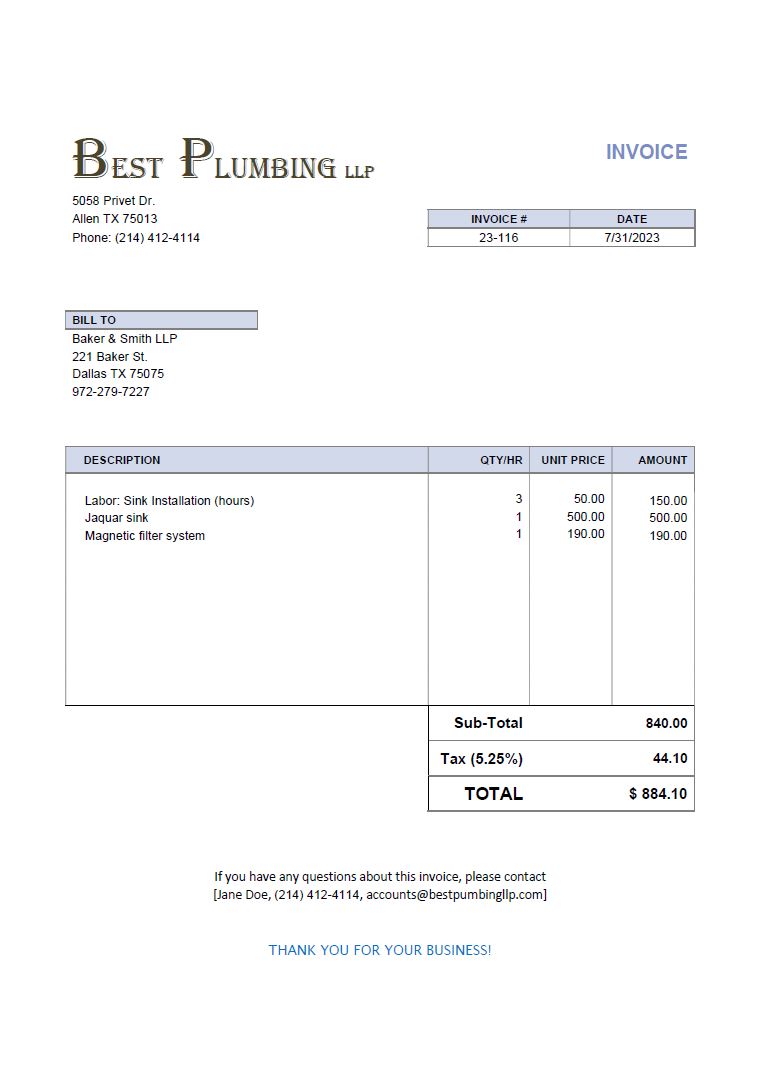 BEST PLUMBING LLP
INVOICE
5058 Privet Dr.
Allen TX 75013
Phone: (214) 412-4114
INVOICE # DATE
23-116 7/31/2023
BILL TO
Baker & Smith LLP
221 Baker St.
Dallas TX 75075
972-279-7227
DESCRIPTION QTY/HR UNIT PRICE AMOUNT
Labor: Sink Installation (hours) 3 50.00 150.00
Jaquar sink 1 500.00 500.00
Magnetic filter system 1 190.00 190.00
Sub-Total 840.00
Tax (5.25%) 44.10
TOTAL $ 884.10
If you have any questions about this invoice, please contact
[Jane Doe, (214) 412-4114, accounts@bestpumbingllp.com]
THANK YOU FOR YOUR BUSINESS!